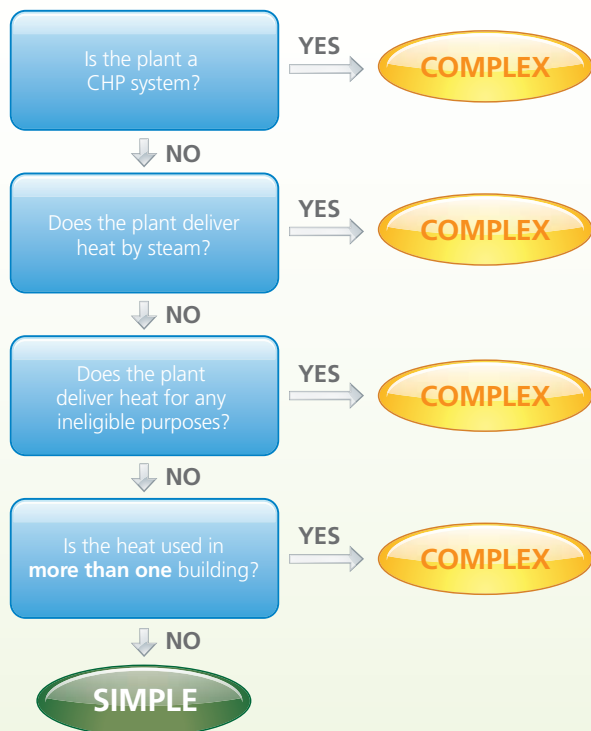 Is the plant a
CHP system?
YES
COMPLEX
NO
Does the plant deliver
heat by steam?
YES
COMPLEX
NO
Does the plant
deliver heat for any
ineligible purposes?
YES
COMPLEX
NO
Is the heat used in
more than one building?
YES
COMPLEX
NO
SIMPLE